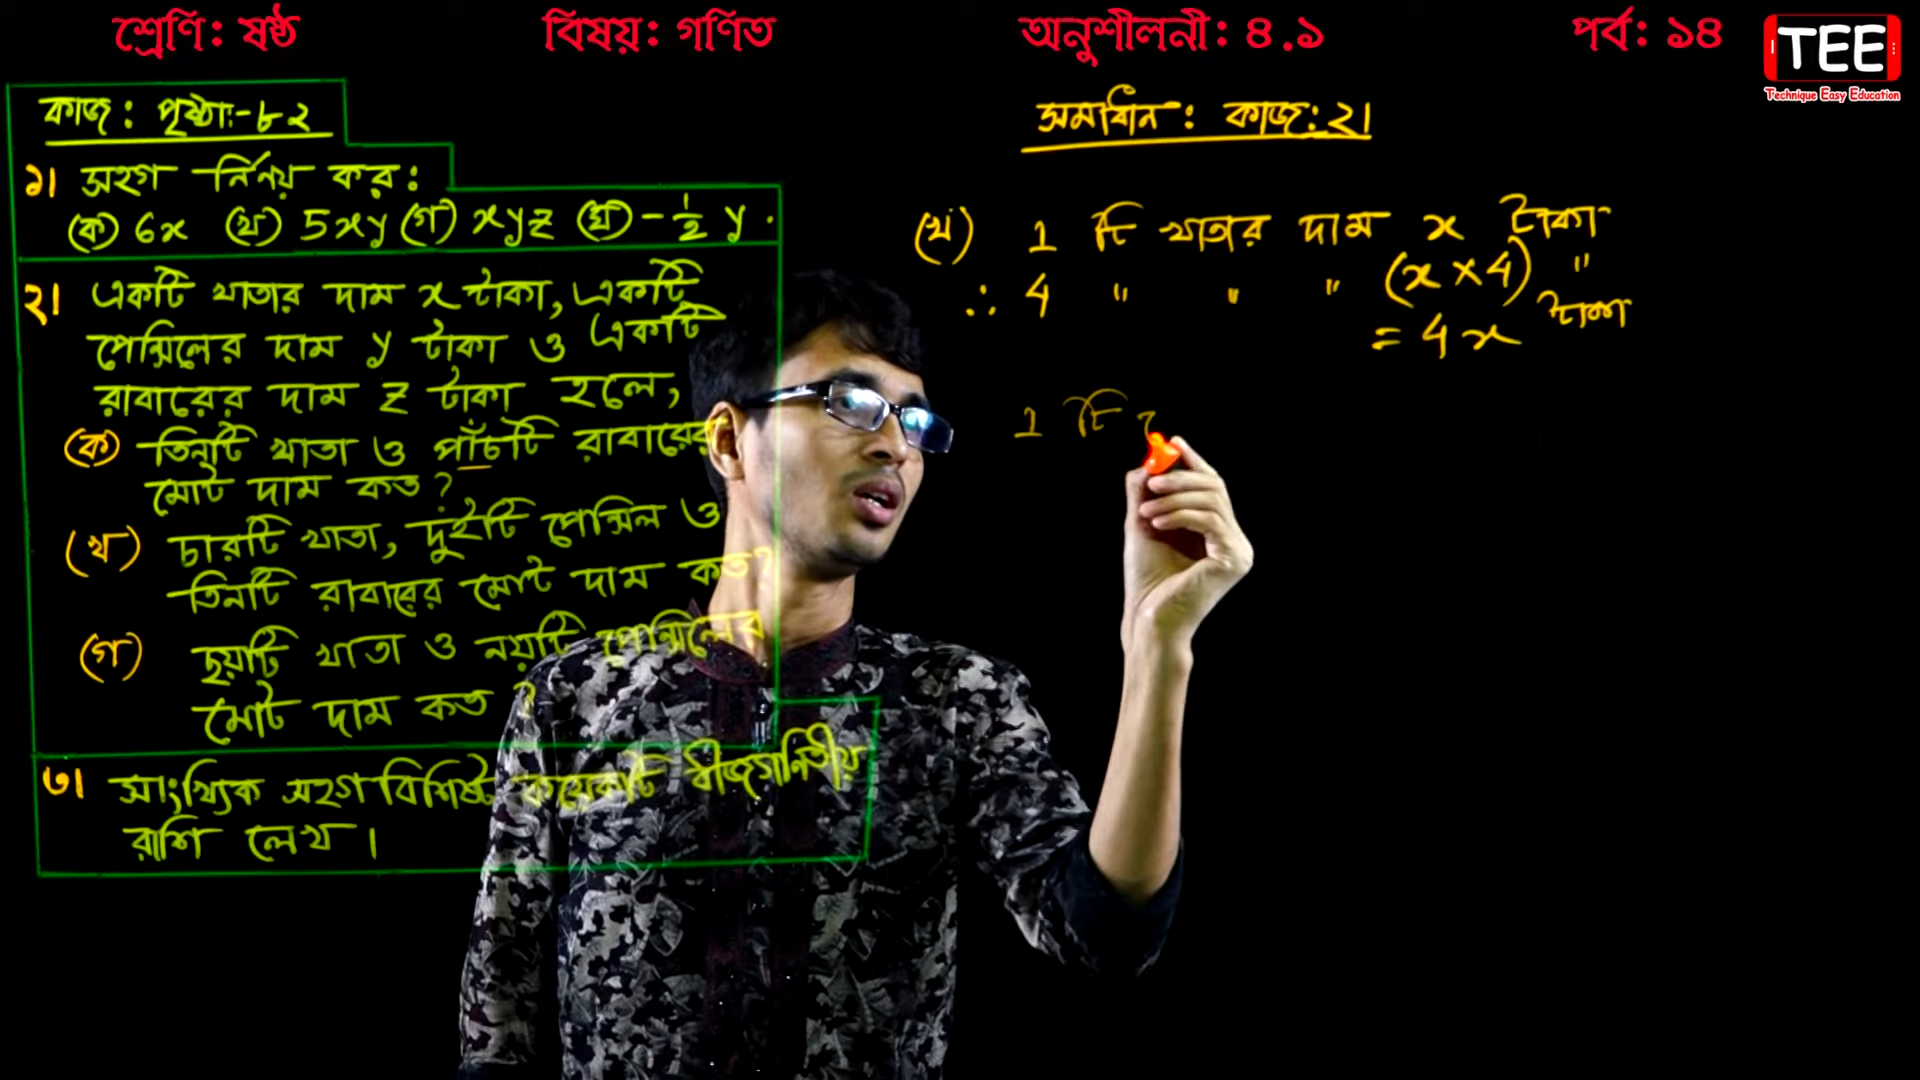 শ্রেণি: ষষ্ঠ
বিষয়: গণিত
অনুশীলনী: ৪.১
পর্ব: ১৪
TEE
Technique Easy Education
কাজ: পৃষ্ঠা:-৮২
১। সহগ নির্ণয় কর:
(ক) 6x (খ) 5xy (গ) xyz (ঘ) -1/2 y.
২। একটি খাতার দাম x টাকা, একটি
পেন্সিলের দাম y টাকা ও একটি
রাবারের দাম z টাকা হলে,
(ক) তিনটি খাতা ও পাঁচটি রাবারের
মোট দাম কত?
(খ) চারটি খাতা, দুইটি পেন্সিল ও
তিনটি রাবারের মোট দাম কত?
(গ) ছয়টি খাতা ও নয়টি পেন্সিলের
মোট দাম কত ?
৩। সাংখ্যিক সহগবিশিষ্ট কয়েকটি বীজগণিতীয়
রাশি লেখ।
সমাধান: কাজ:২।
(খ) 1 টি খাতার দাম x টাকা
∴ 4 " " " (x×4) "
= 4x টাকা
1 টি